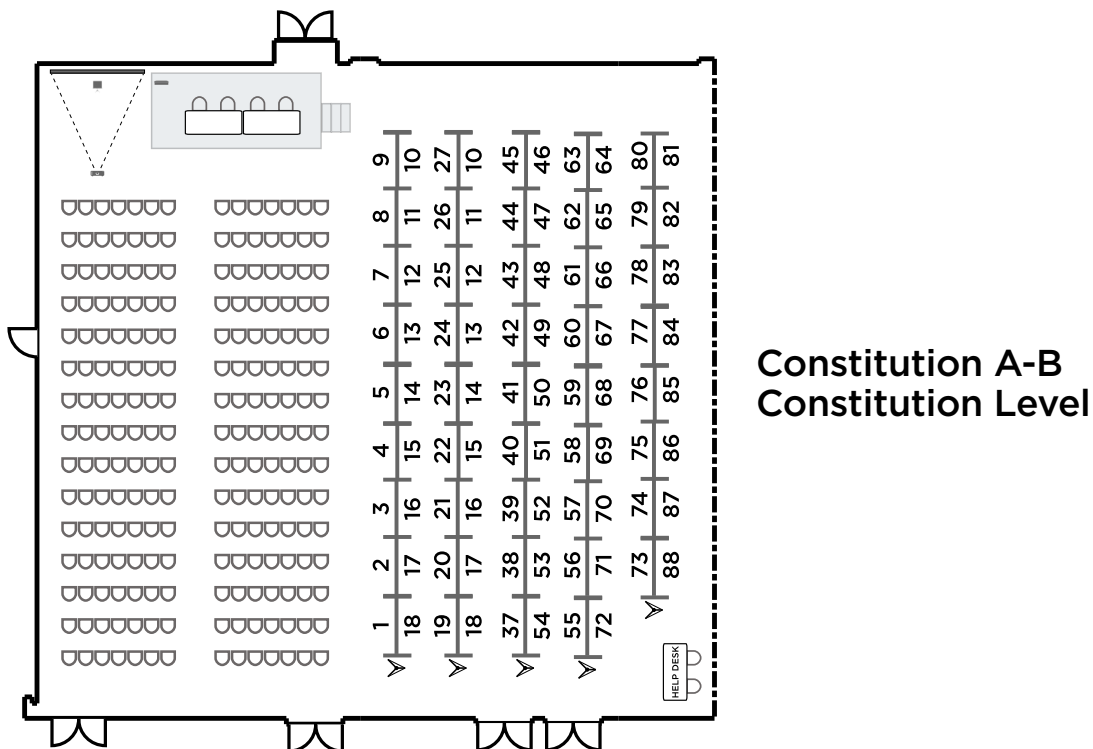 9 10 27 10 45 46 63 64 80 81
8 11 26 11 44 47 62 65 79 82
7 12 25 12 43 48 61 66 78 83
6 13 24 13 42 49 60 67 77 84
5 14 23 14 41 50 59 68 76 85
4 15 22 15 40 51 58 69 75 86
3 16 21 16 39 52 57 70 74 87
2 17 20 17 38 53 56 71 73 88
1 18 19 18 37 54 55 72
Constitution A-B
Constitution Level
HELP DESK